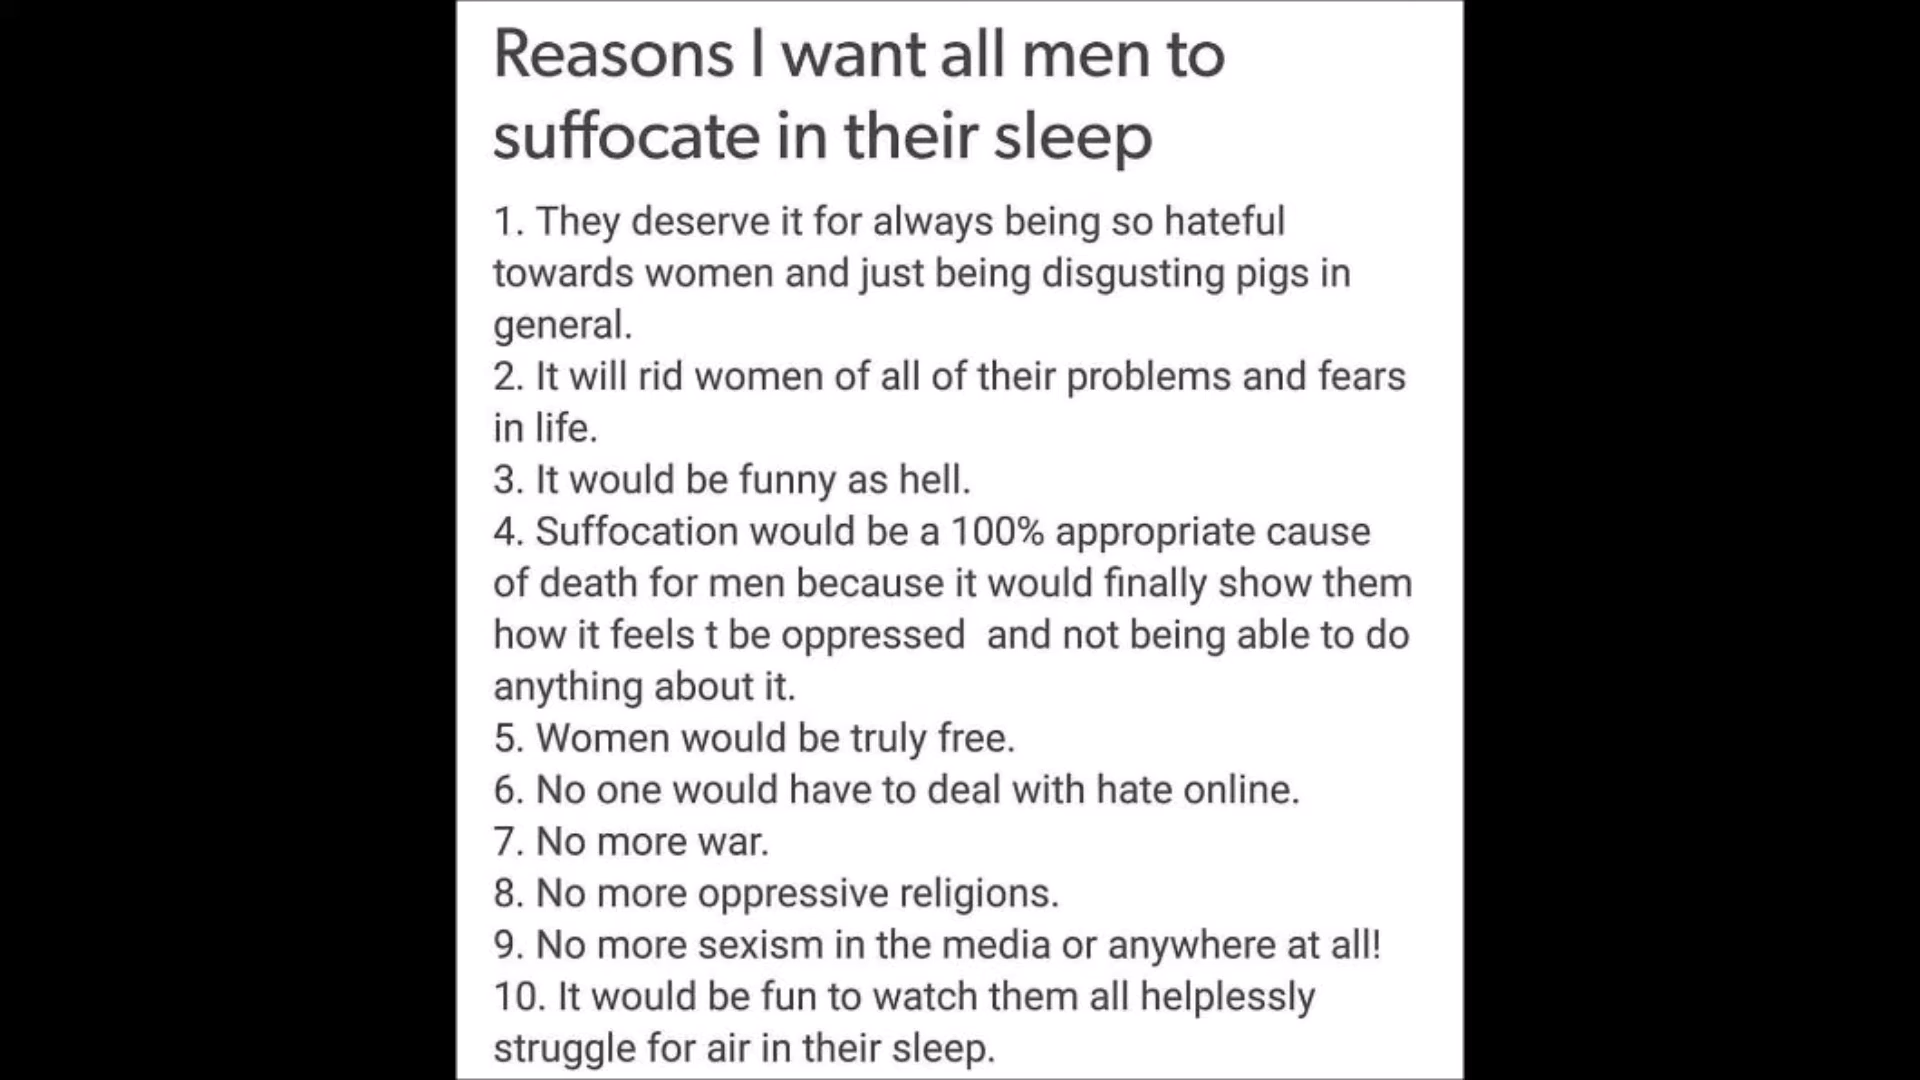 Reasons I want all men to
suffocate in their sleep
1. They deserve it for always being so hateful
towards women and just being disgusting pigs in
general.
2. It will rid women of all of their problems and fears
in life.
3. It would be funny as hell.
4. Suffocation would be a 100% appropriate cause
of death for men because it would finally show them
how it feels t be oppressed  and not being able to do
anything about it.
5. Women would be truly free.
6. No one would have to deal with hate online.
7. No more war.
8. No more oppressive religions.
9. No more sexism in the media or anywhere at all!
10. It would be fun to watch them all helplessly
struggle for air in their sleep.